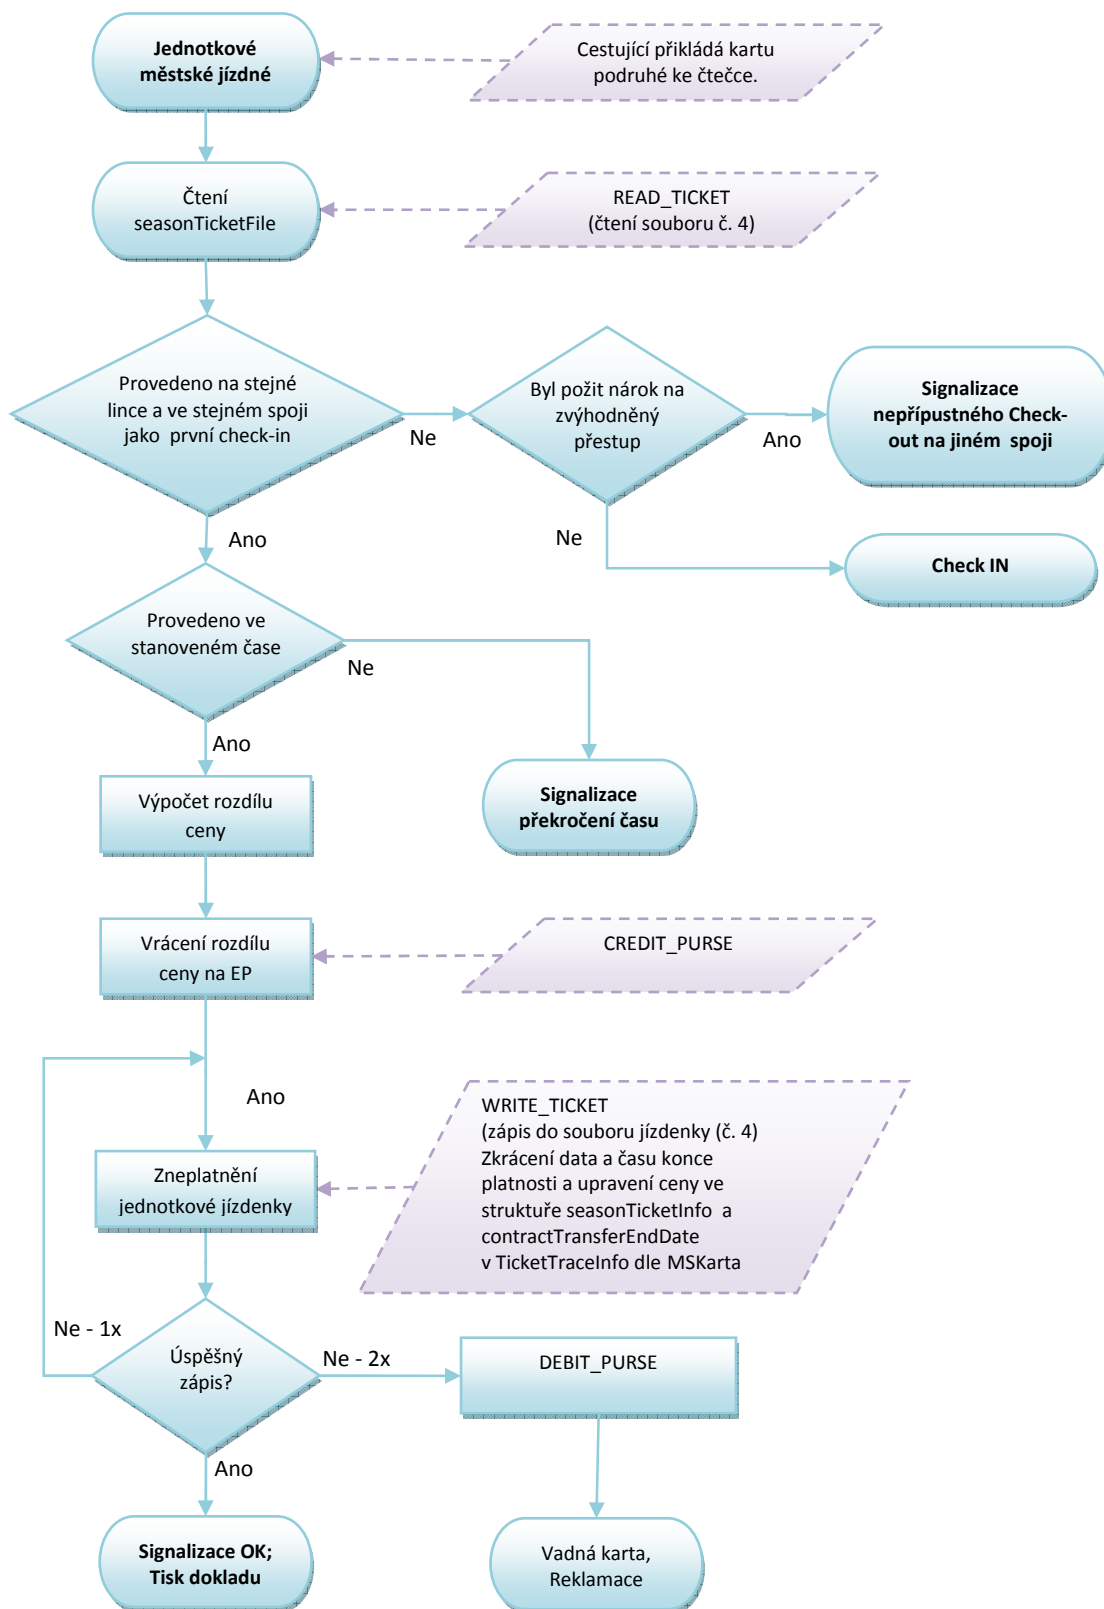 Jednotkové
městské jízdné
Cestující přikládá kartu
podruhé ke čtečce.
Čtení
seasonTicketFile
READ_TICKET
(čtení souboru č. 4)
Provedeno na stejné
lince a ve stejném spoji
jako  první check-in
Ne
Byl požit nárok na
zvýhodněný
přestup
Ano
Signalizace
nepřípustného Check-
out na jiném  spoji
Ano
Ne
Check IN
Provedeno ve
stanoveném čase
Ne
Ano
Výpočet rozdílu
ceny
Signalizace
překročení času
Vrácení rozdílu
ceny na EP
CREDIT_PURSE
Ano
WRITE_TICKET
(zápis do souboru jízdenky (č. 4)
Zkrácení data a času konce
platnosti a upravení ceny ve
struktuře seasonTicketInfo  a
contractTransferEndDate
v TicketTraceInfo dle MSKarta
Zneplatnění
jednotkové jízdenky
Ne - 1x
Úspěšný
zápis?
Ne - 2x
DEBIT_PURSE
Ano
Signalizace OK;
Tisk dokladu
Vadná karta,
Reklamace